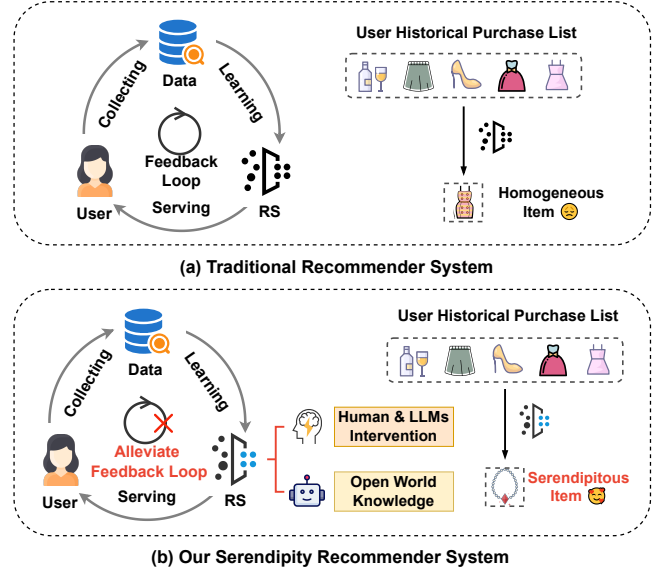 User Historical Purchase List
Collecting
Data
Learning
Feedback
Loop
User
Serving
RS
Homogeneous
Item
(a) Traditional Recommender System
User Historical Purchase List
Collecting
Data
Learning
Alleviate
Feedback Loop
User
Serving
RS
Human & LLMs
Intervention
Open World
Knowledge
Serendipitous
Item
(b) Our Serendipity Recommender System